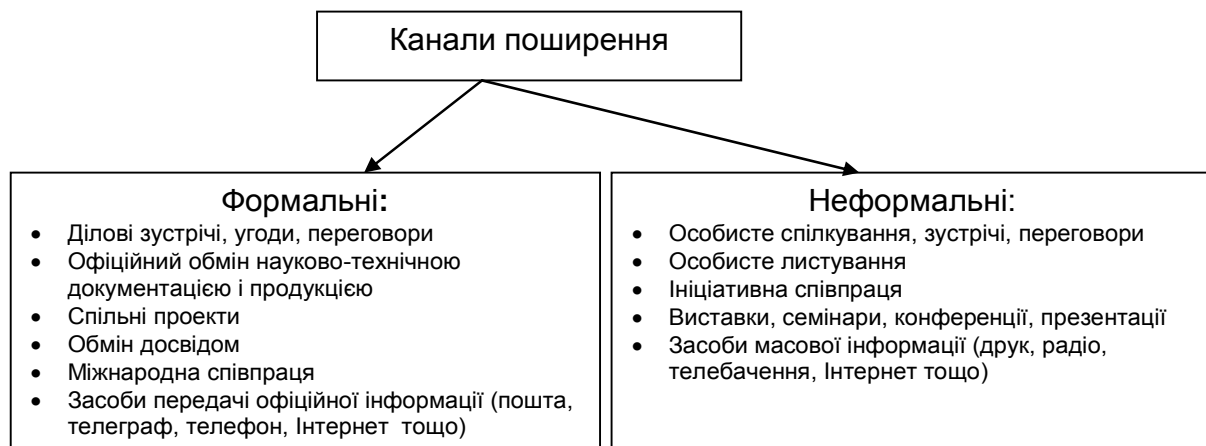 Канали поширення
Формальні:
• Ділові зустрічі, угоди, переговори
• Офіційний обмін науково-технічною
документацією і продукцією
• Спільні проекти
• Обмін досвідом
• Міжнародна співпраця
• Засоби передачі офіційної інформації (пошта,
телеграф, телефон, Інтернет тощо)
Неформальні:
• Особисте спілкування, зустрічі, переговори
• Особисте листування
• Ініціативна співпраця
• Виставки, семінари, конференції, презентації
• Засоби масової інформації (друк, радіо,
телебачення, Інтернет тощо)